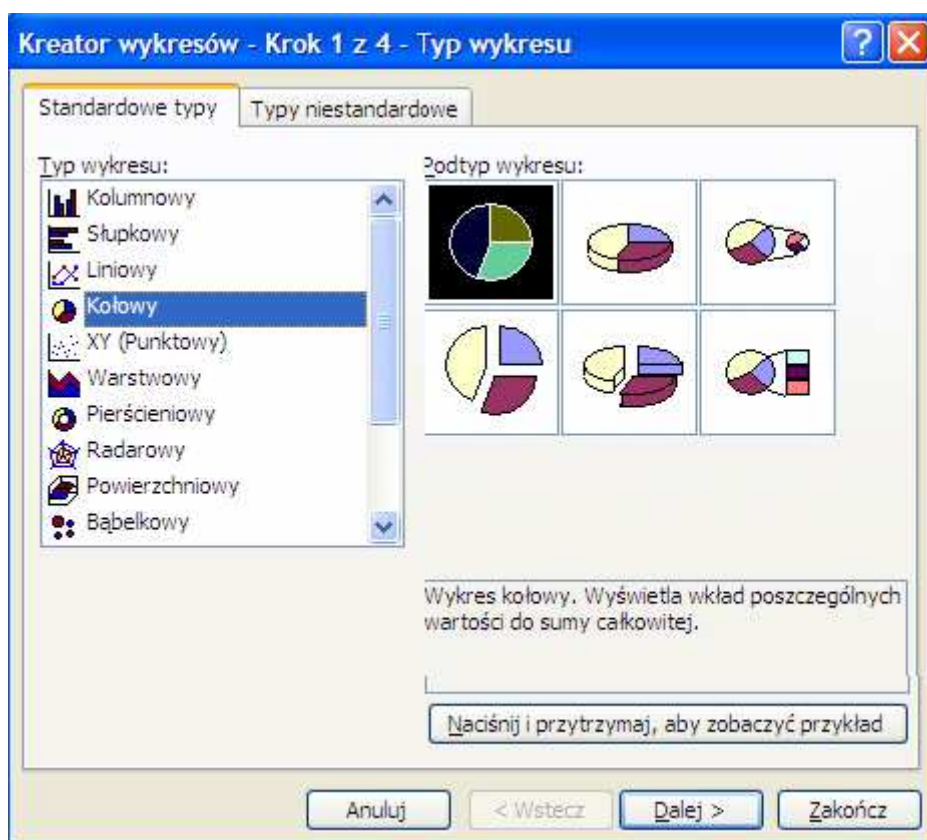 Kreator wykresów - Krok 1 z 4 - Typ wykresu
Standardowe typy
Typy niestandardowe
Typ wykresu:
Kolumnowy
Słupkowy
Liniowy
Kołowy
XY (Punktowy)
Warstwowy
Pierścieniowy
Radarowy
Powierzchniowy
Bąbelkowy
Podtyp wykresu:
Wykres kołowy. Wyświetla wkład poszczególnych
wartości do sumy całkowitej.
Naciśnij i przytrzymaj, aby zobaczyć przykład
Anuluj
< Wstecz
Dalej >
Zakończ